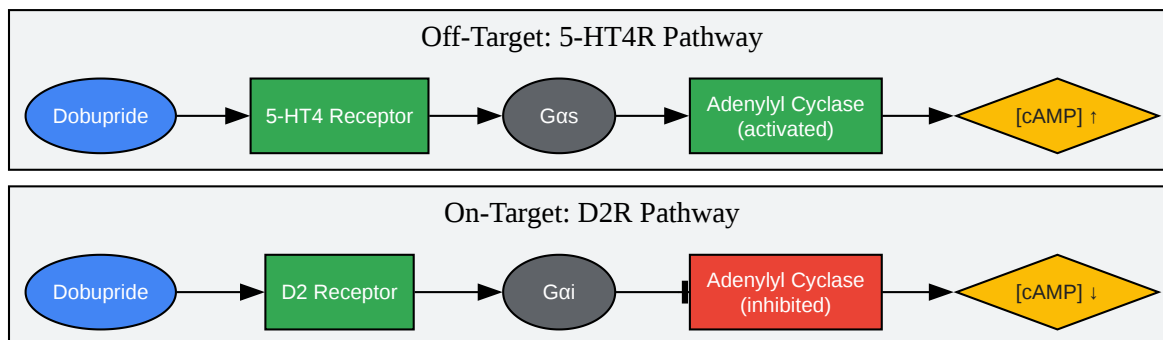 Off-Target: 5-HT4R Pathway
Dobupride
5-HT4 Receptor
Gαs
Adenylyl Cyclase
(activated)
[cAMP] ↑
On-Target: D2R Pathway
Dobupride
D2 Receptor
Gαi
Adenylyl Cyclase
(inhibited)
[cAMP] ↓